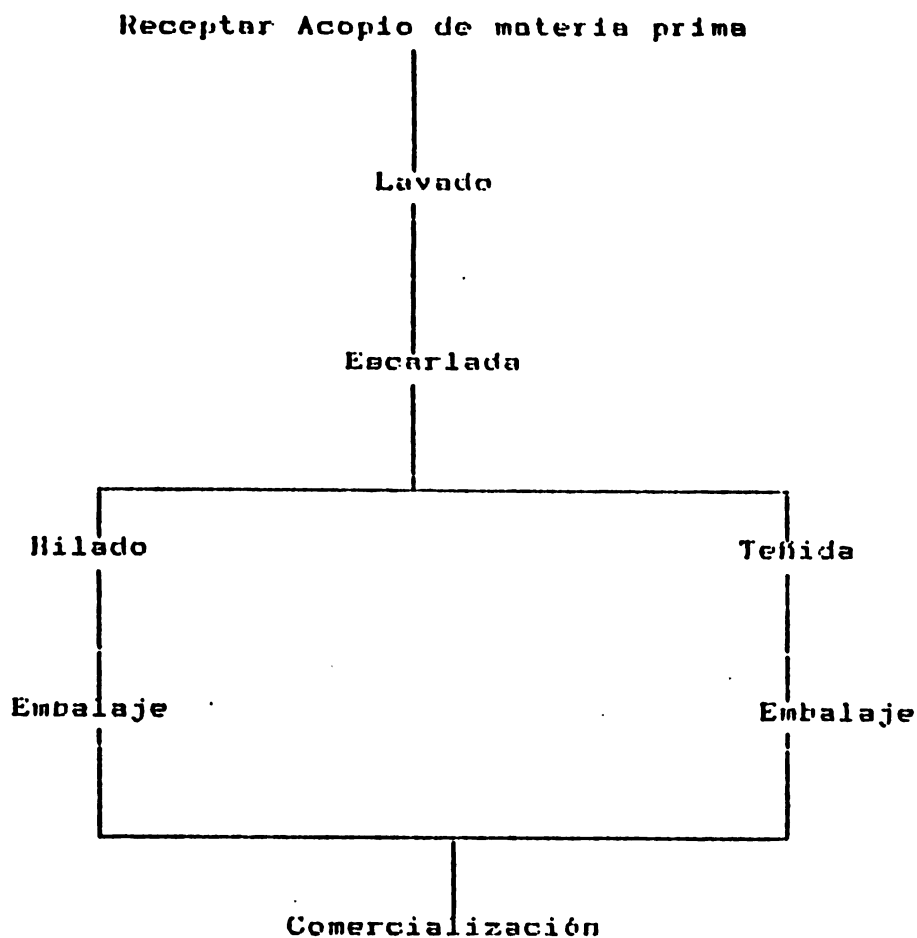 Receptar Acopio de materia prima
Lavado
Escarlada
Hilado
Teñida
Embalaje
Embalaje
Comercialización